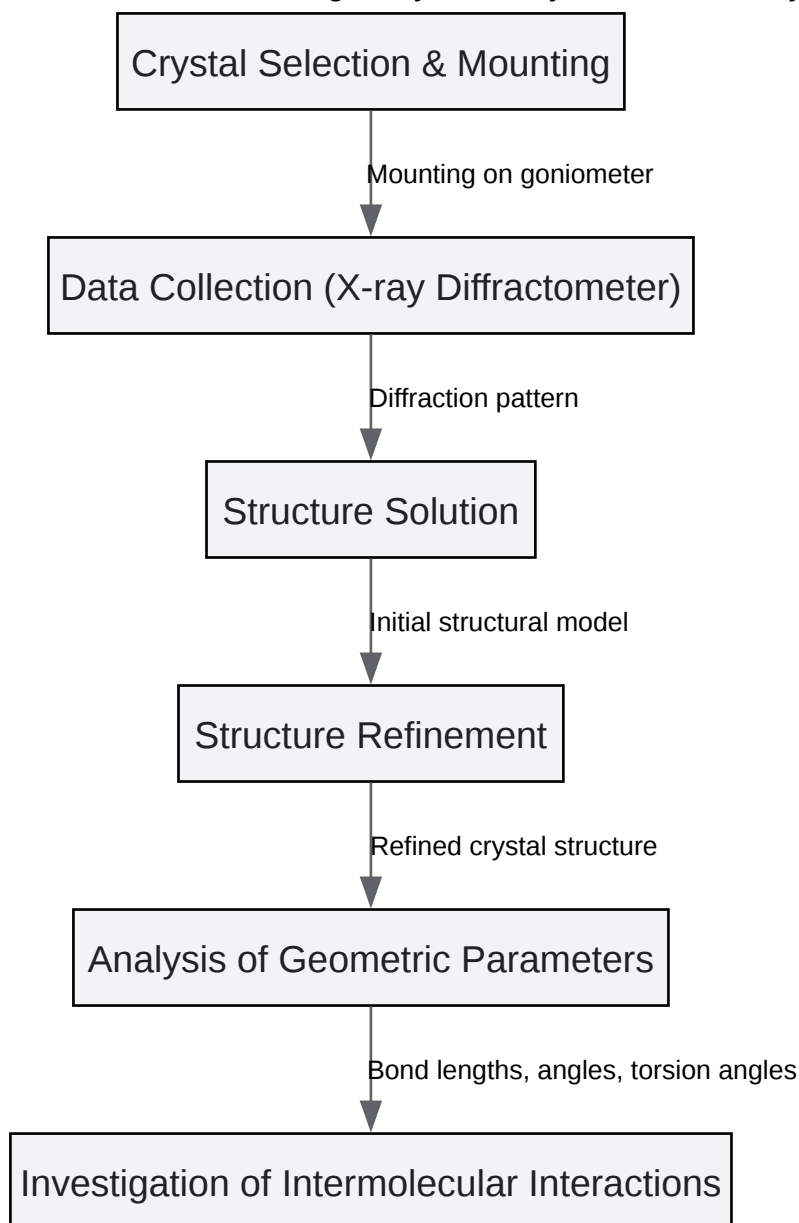 Crystal Selection & Mounting
Mounting on goniometer
Data Collection (X-ray Diffractometer)
Diffraction pattern
Structure Solution
Initial structural model
Structure Refinement
Refined crystal structure
Analysis of Geometric Parameters
Bond lengths, angles, torsion angles
Investigation of Intermolecular Interactions